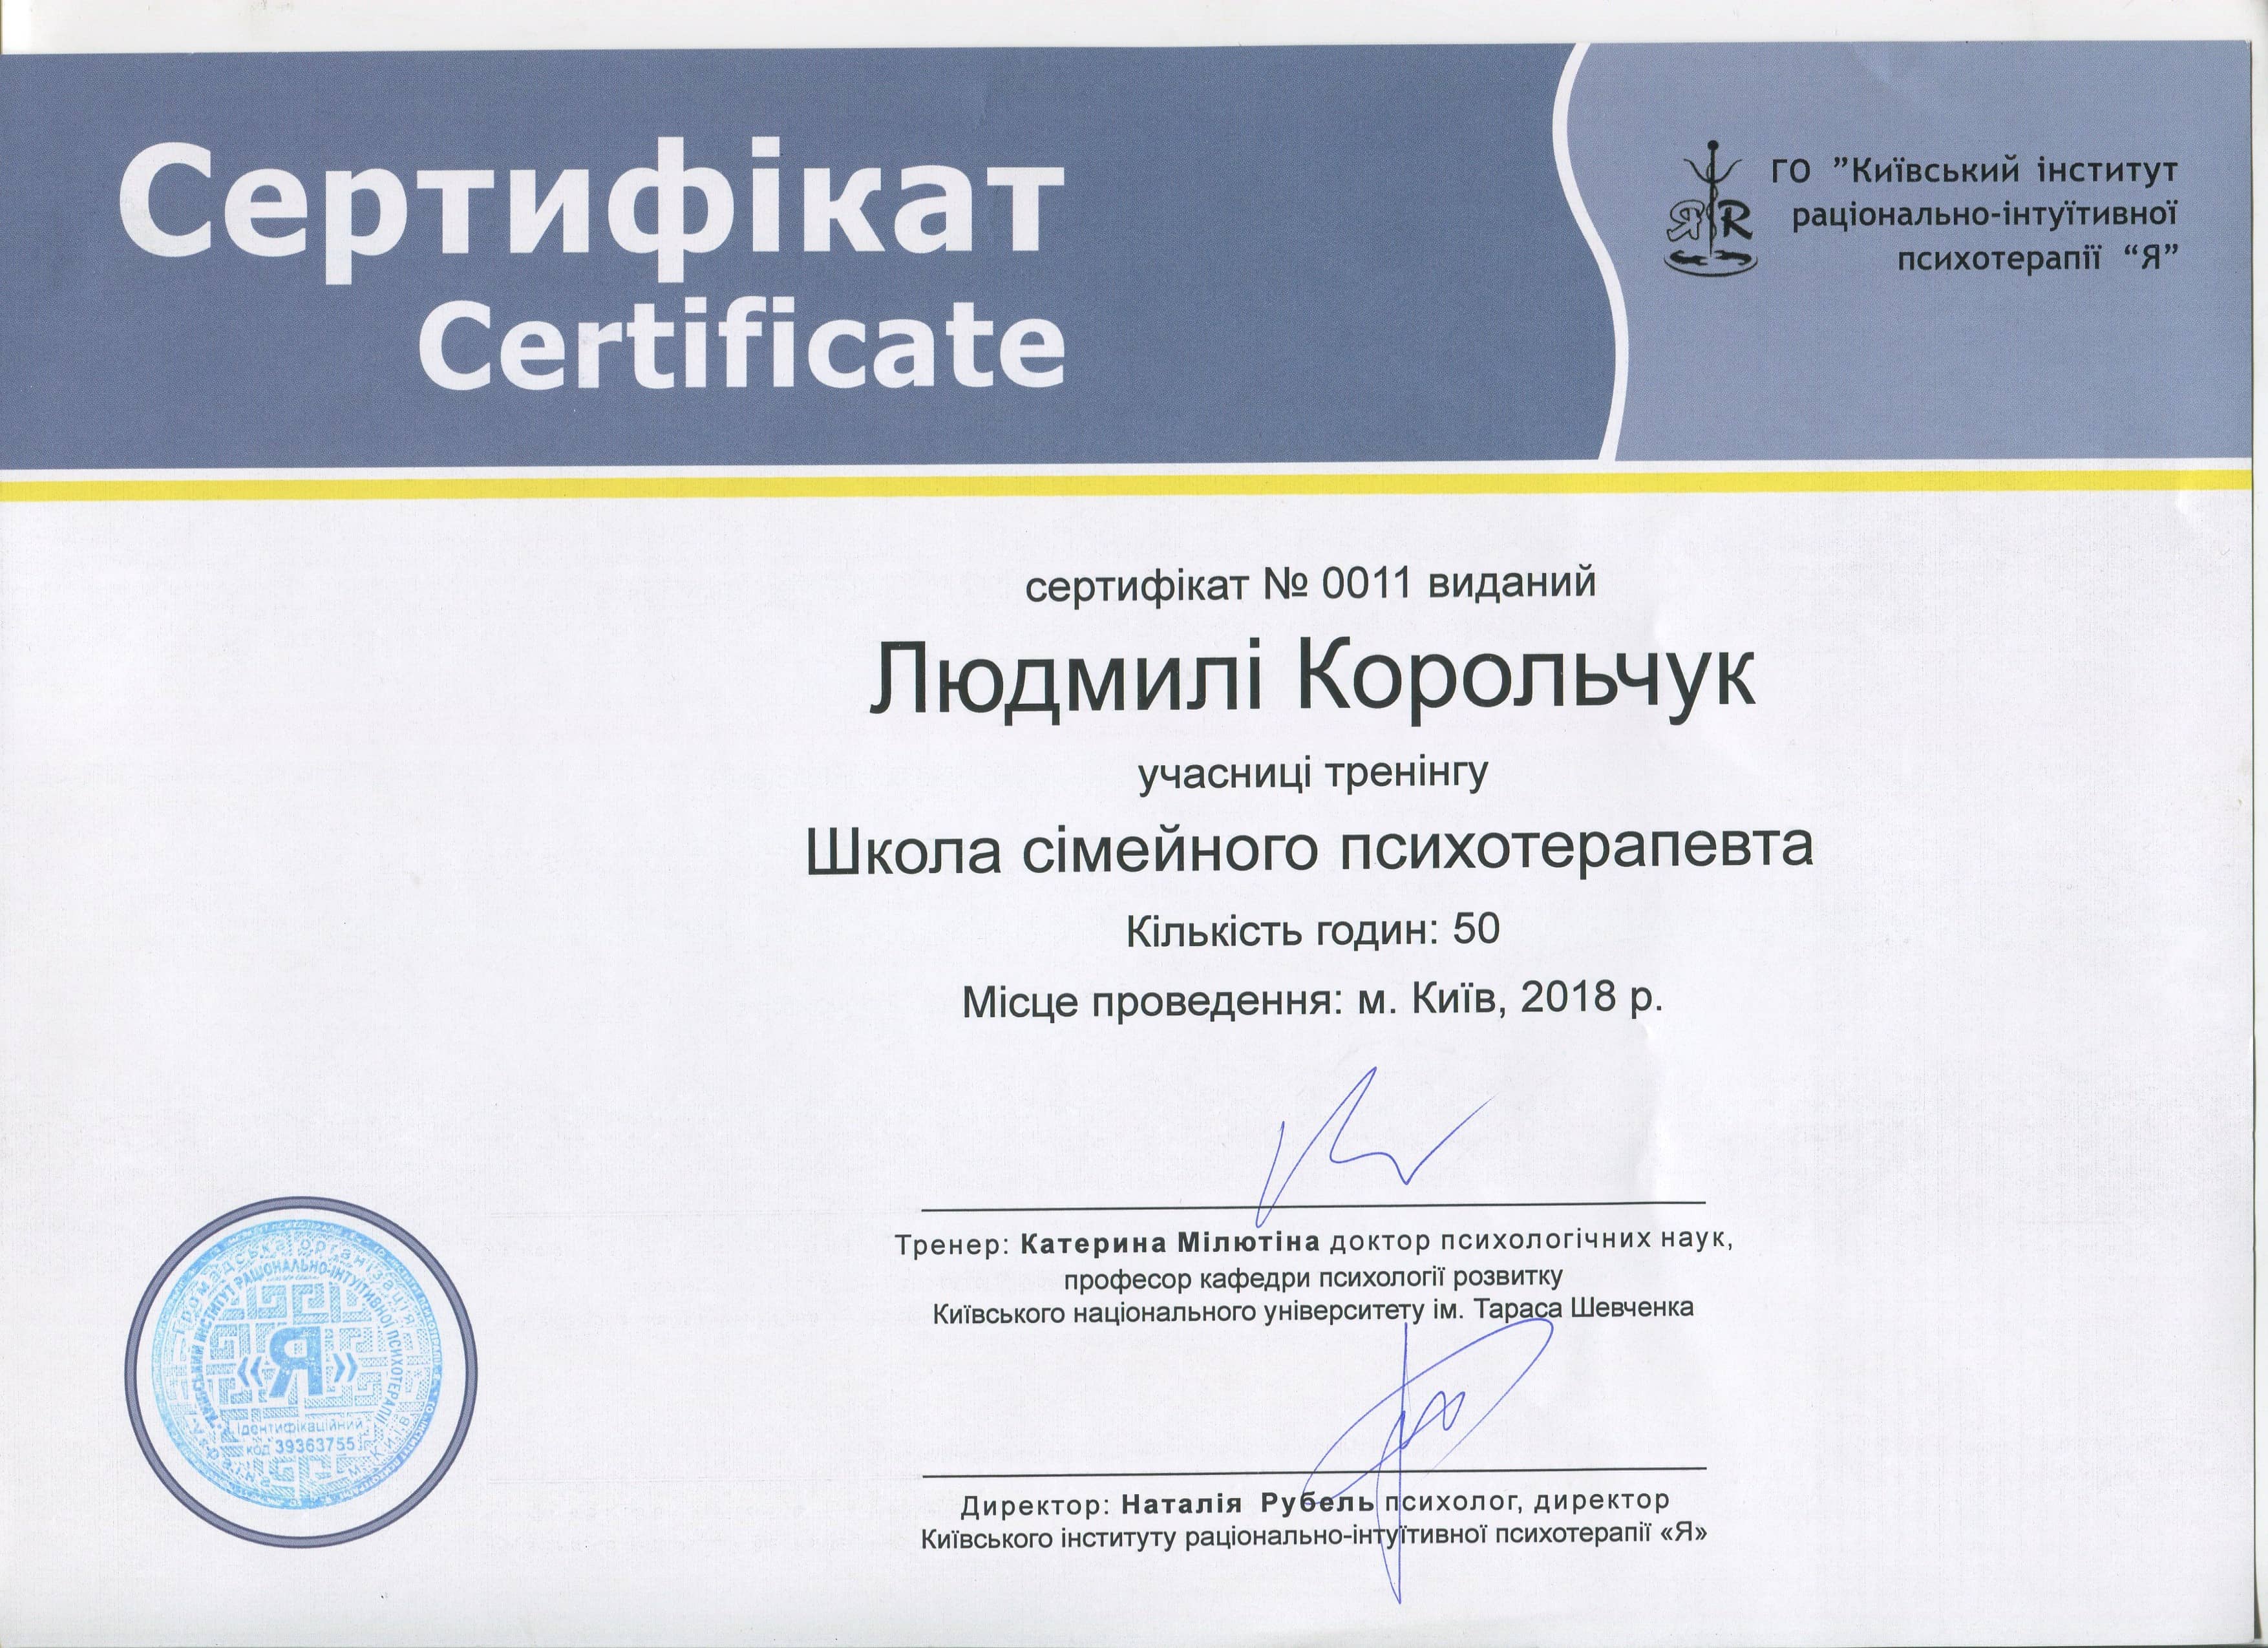 Сертифікат
Certificate
ГО ”Київський інститут
раціонально-інтуїтивної
психотерапії “Я”
ЯR
сертифікат № 0011 виданий
Людмилі Корольчук
учасниці тренінгу
Школа сімейного психотерапевта
Кількість годин: 50
Місце проведення: м. Київ, 2018 р.
Тренер: Катерина Мілютіна доктор психологічних наук,
професор кафедри психології розвитку
Київського національного університету ім. Тараса Шевченка
Директор: Наталія Рубель психолог, директор
Київського інституту раціонально-інтуїтивної психотерапії «Я»
Громадська організація
КИЇВСЬКИЙ ІНСТИТУТ РАЦІОНАЛЬНО-ІНТУЇТИВНОЇ ПСИХОТЕРАПІЇ
«Я»
Ідентифікаційний
код 39363755